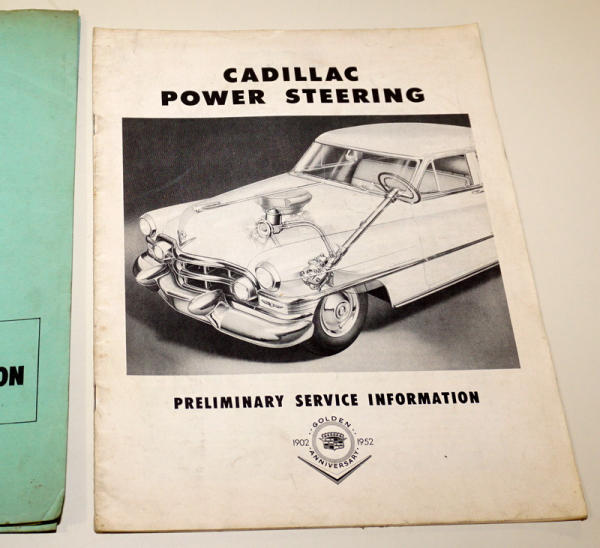 CADILLAC
POWER STEERING
PRELIMINARY SERVICE INFORMATION
GOLDEN
1902 1952
ANNIVERSARY
ON